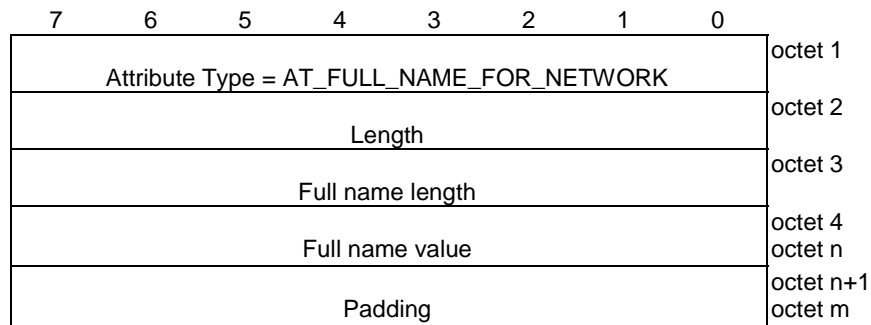 7 6 5 4 3 2 1 0
octet 1
Attribute Type = AT_FULL_NAME_FOR_NETWORK
octet 2
Length
octet 3
Full name length
octet 4
Full name value octet n
octet n+1
Padding octet m